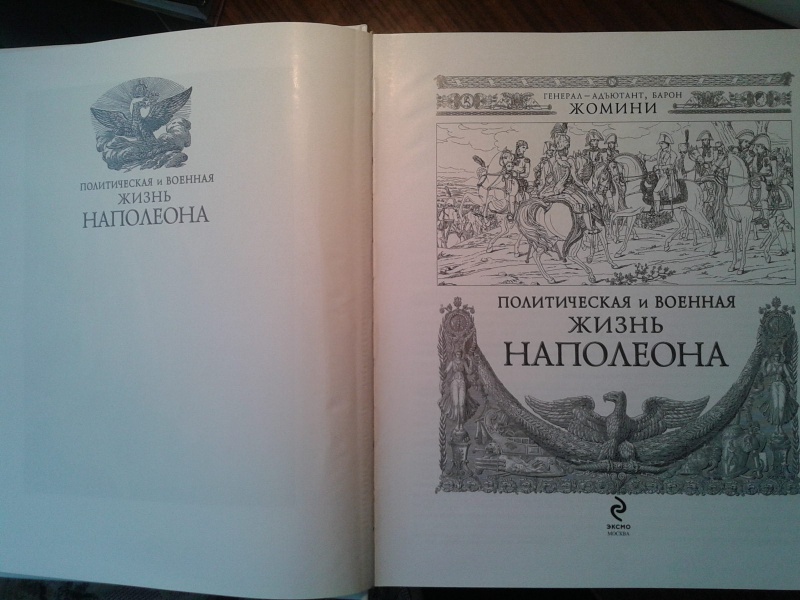 ПОЛИТИЧЕСКАЯ и ВОЕННАЯ
ЖИЗНЬ
НАПОЛЕОНА
ГЕНЕРАЛ-АДЪЮТАНТ, БАРОН
ЖОМИНИ
ПОЛИТИЧЕСКАЯ и ВОЕННАЯ
ЖИЗНЬ
НАПОЛЕОНА
ЭКСМО
МОСКВА